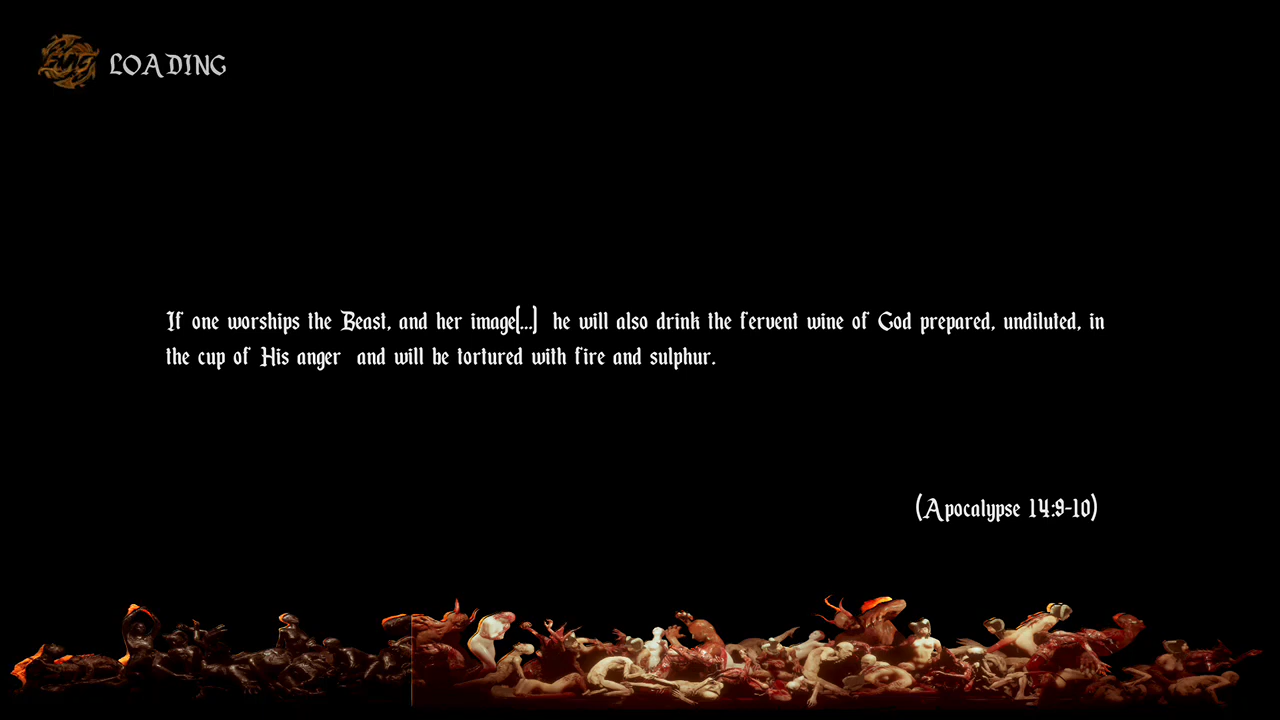 LOADING
If one worships the Beast, and her image[...]  he will also drink the fervent wine of God prepared, undiluted, in
the cup of His anger  and will be tortured with fire and sulphur.
(Apocalypse 14:9-10)